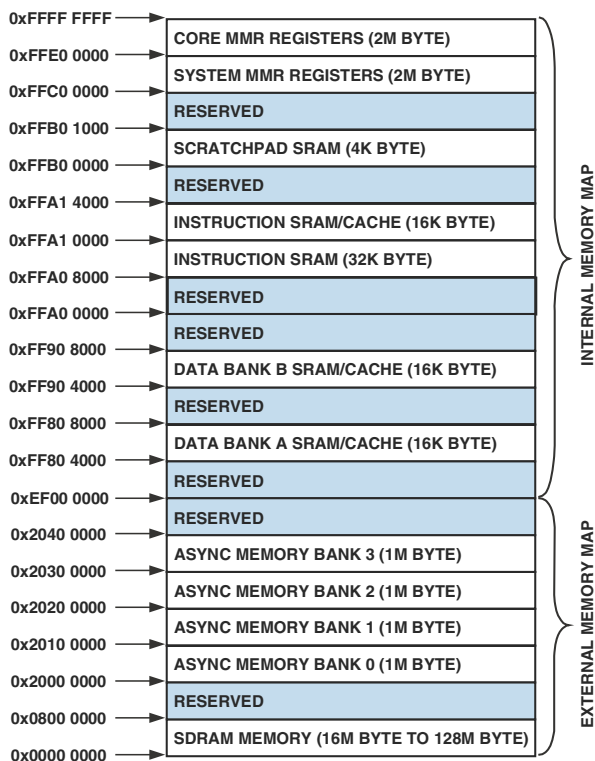 0xFFFF FFFF
CORE MMR REGISTERS (2M BYTE)
0xFFE0 0000
SYSTEM MMR REGISTERS (2M BYTE)
0xFFC0 0000
RESERVED
0xFFB0 1000
SCRATCHPAD SRAM (4K BYTE)
0xFFB0 0000
RESERVED
0xFFA1 4000
INSTRUCTION SRAM/CACHE (16K BYTE)
0xFFA1 0000
INSTRUCTION SRAM (32K BYTE)
0xFFA0 8000
RESERVED
0xFFA0 0000
RESERVED
0xFF90 8000
DATA BANK B SRAM/CACHE (16K BYTE)
0xFF90 4000
RESERVED
0xFF80 8000
DATA BANK A SRAM/CACHE (16K BYTE)
0xFF80 4000
RESERVED
0xEF00 0000
RESERVED
0x2040 0000
ASYNC MEMORY BANK 3 (1M BYTE)
0x2030 0000
ASYNC MEMORY BANK 2 (1M BYTE)
0x2020 0000
ASYNC MEMORY BANK 1 (1M BYTE)
0x2010 0000
ASYNC MEMORY BANK 0 (1M BYTE)
0x2000 0000
RESERVED
0x0800 0000
SDRAM MEMORY (16M BYTE TO 128M BYTE)
0x0000 0000
INTERNAL MEMORY MAP
EXTERNAL MEMORY MAP